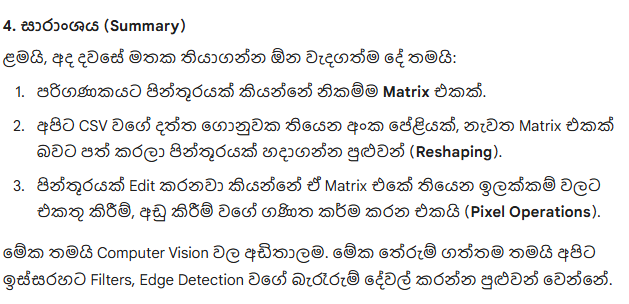 4. සාරාංශය (Summary)
ළමයි, අද දවසේ මතක තියාගන්න ඕන වැදගත්ම දේ තමයි:
1. පරිගණකයට පින්තූරයක් කියන්නේ නිකම්ම Matrix එකක්.
2. අපිට CSV වගේ දත්ත ගොනුවක තියෙන අංක පේළියක්, නැවත Matrix එකක්
බවට පත් කරලා පින්තූරයක් හදාගන්න පුළුවන් (Reshaping).
3. පින්තූරයක් Edit කරනවා කියන්නේ ඒ Matrix එකේ තියෙන ඉලක්කම් වලට
එකතු කිරීම්, අඩු කිරීම් වගේ ගණිත කර්ම කරන එකයි (Pixel Operations).
මේක තමයි Computer Vision වල අඩිතාලම. මේක තේරුම් ගත්තම තමයි අපිට
ඉස්සරහට Filters, Edge Detection වගේ බැරෑරුම් දේවල් කරන්න පුළුවන් වෙන්නේ.